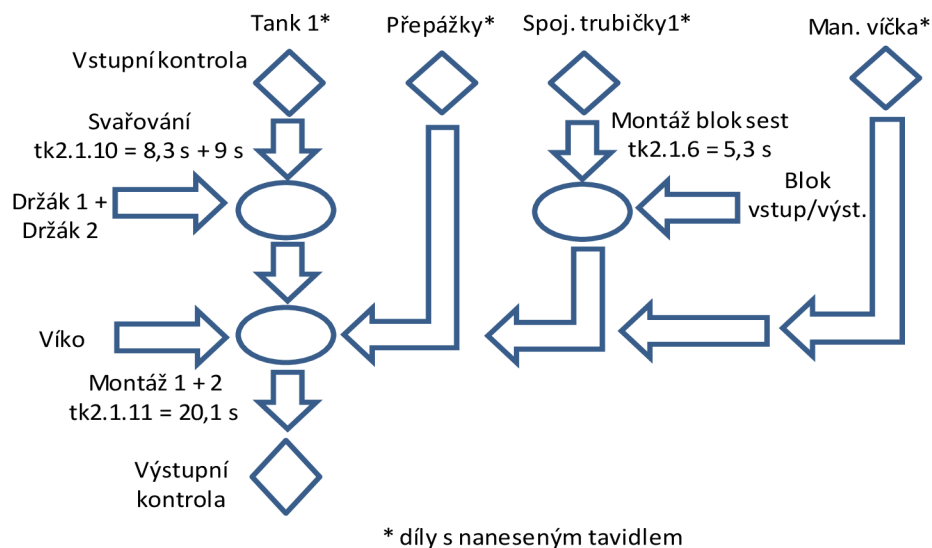 Tank 1*
Přepážky*
Spoj. trubičky1*
Man. víčka*
Vstupní kontrola
Svařování
tk2.1.10 = 8,3 s + 9 s
Montáž blok sest
tk2.1.6 = 5,3 s
Držák 1 +
Držák 2
Blok
vstup/výst.
Víko
Montáž 1 + 2
tk2.1.11 = 20,1 s
Výstupní
kontrola
* díly s naneseným tavidlem